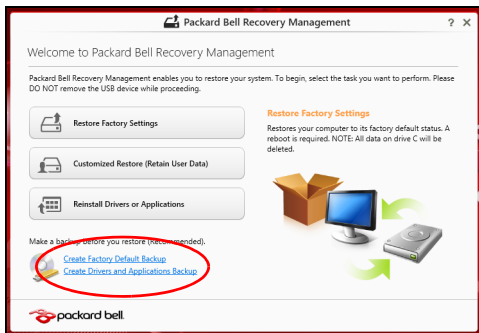 Packard Bell Recovery Management
? X
Welcome to Packard Bell Recovery Management
Packard Bell Recovery Management enables you to restore your system. To begin, select the task you want to perform. Please
DO NOT remove the USB device while proceeding.
Restore Factory Settings
Customized Restore (Retain User Data)
Reinstall Drivers or Applications
Restore Factory Settings
Restores your computer to its factory default status. A
reboot is required. NOTE: All data on drive C will be
deleted.
Make a backup before you restore (Recommended).
Create Factory Default Backup
Create Drivers and Applications Backup
packard bell